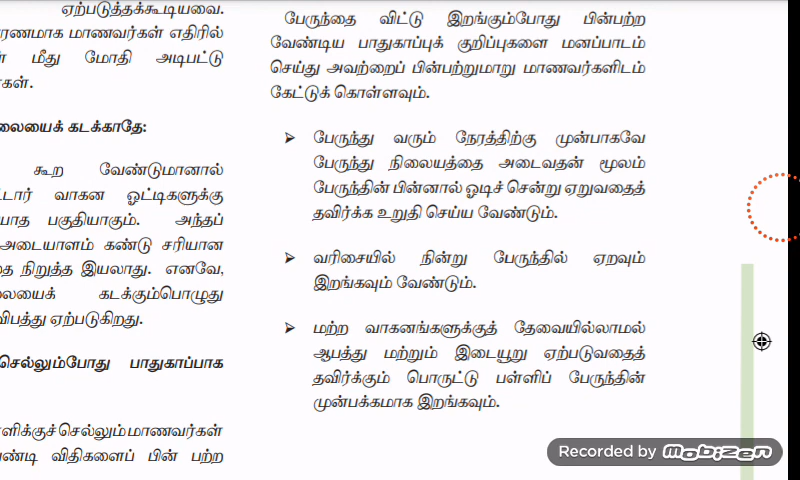 ஏற்படுத்தக்கூடியவை.
மாணவர்கள் எதிரில்
மீது மோதி அடிபட்டு
கடக்காதே:
கூற வேண்டுமானால்
வாகன ஓட்டிகளுக்கு
பகுதியாகும். அந்தப்
அடையாளம் கண்டு சரியான
நிறுத்த இயலாது. எனவே,
கடக்கும்பொழுது
ஏற்படுகிறது.
செல்லும்போது பாதுகாப்பாக
செல்லும் மாணவர்கள்
விதிகளைப் பின் பற்ற
பேருந்தை விட்டு இறங்கும்போது பின்பற்ற
வேண்டிய பாதுகாப்புக் குறிப்புகளை மனப்பாடம்
செய்து அவற்றைப் பின்பற்றுமாறு மாணவர்களிடம்
கேட்டுக் கொள்ளவும்.
➢ பேருந்து வரும் நேரத்திற்கு முன்பாகவே
பேருந்து நிலையத்தை அடைவதன் மூலம்
பேருந்தின் பின்னால் ஓடிச் சென்று ஏறுவதைத்
தவிர்க்க உறுதி செய்ய வேண்டும்.
➢ வரிசையில் நின்று பேருந்தில் ஏறவும்
இறங்கவும் வேண்டும்.
➢ மற்ற வாகனங்களுக்குத் தேவையில்லாமல்
ஆபத்து மற்றும் இடையூறு ஏற்படுவதைத்
தவிர்க்கும் பொருட்டு பள்ளிப் பேருந்தின்
முன்பக்கமாக இறங்கவும்.
Recorded by mobizen